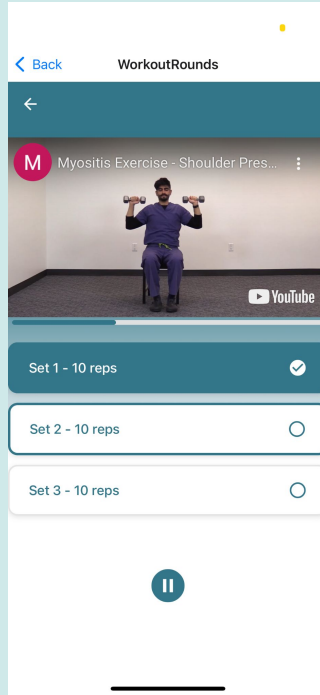 Back
WorkoutRounds
M
Myositis Exercise - Shoulder Pres...
YouTube
Set 1 - 10 reps
Set 2 - 10 reps
Set 3 - 10 reps